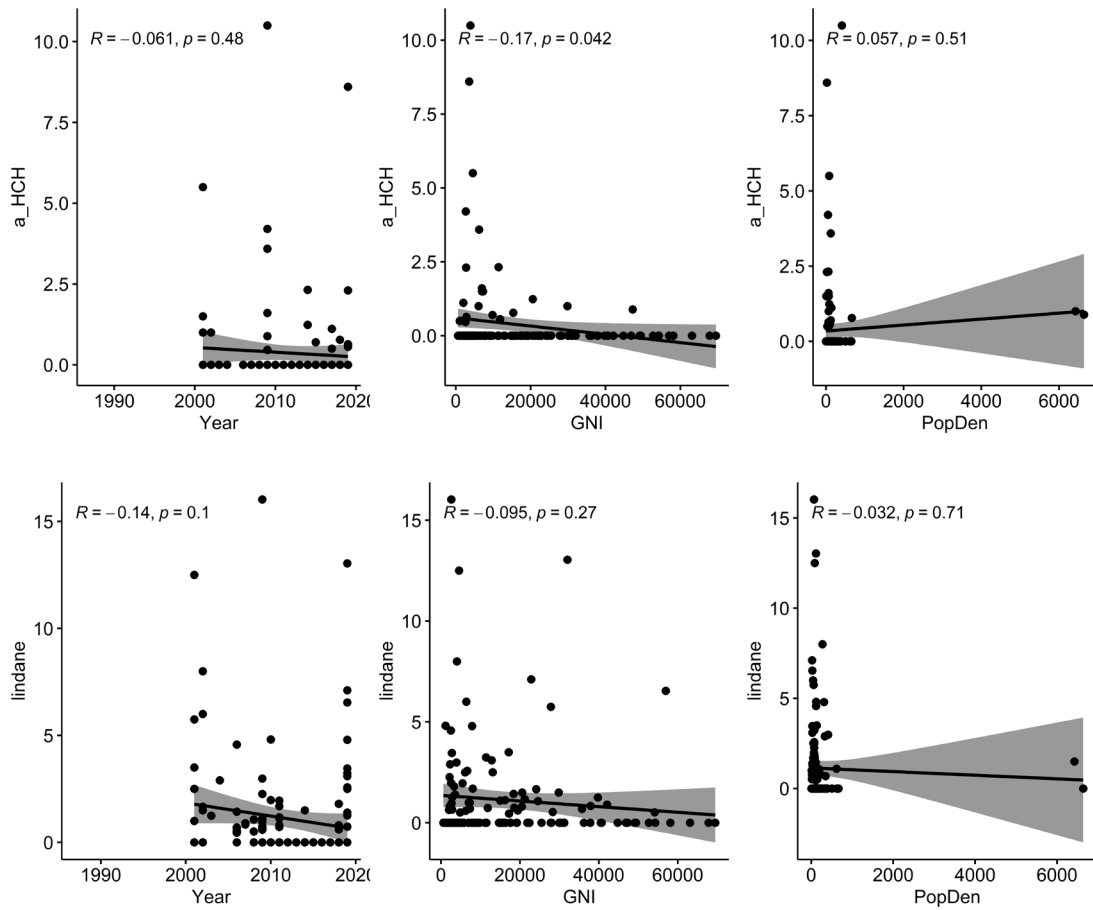 R = −0.061, p = 0.48
10.0
7.5
5.0
2.5
0.0
a_HCH
1990 2000 2010 2020
Year
R = −0.17, p = 0.042
10.0
7.5
5.0
2.5
0.0
a_HCH
0 20000 40000 60000
GNI
R = 0.057, p = 0.51
10.0
7.5
5.0
2.5
0.0
a_HCH
0 2000 4000 6000
PopDen
R = −0.14, p = 0.1
15
10
5
0
lindane
1990 2000 2010 2020
Year
R = −0.095, p = 0.27
15
10
5
0
lindane
0 20000 40000 60000
GNI
R = −0.032, p = 0.71
15
10
5
0
lindane
0 2000 4000 6000
PopDen